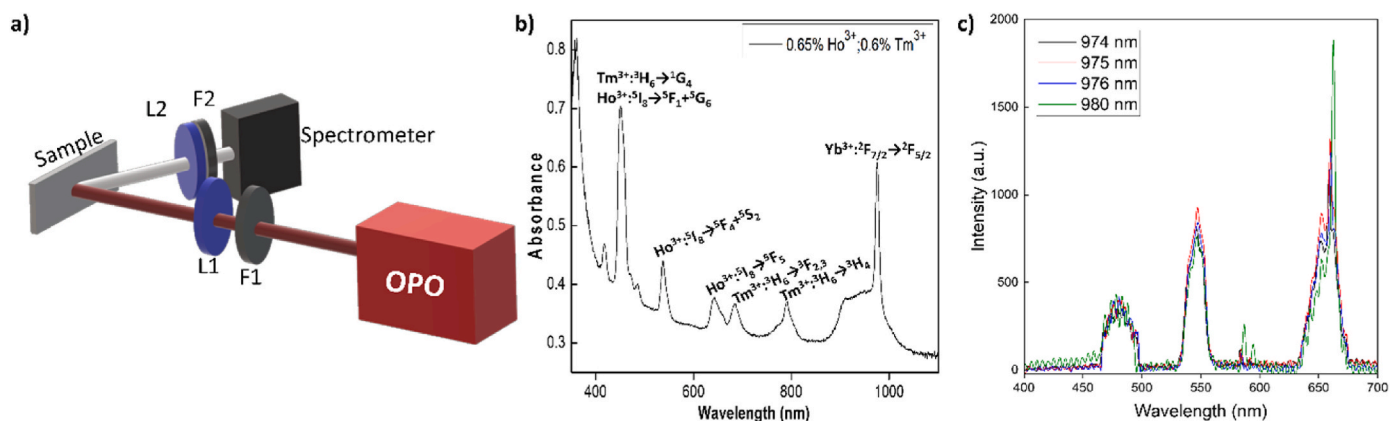 a)
L2
F2
Spectrometer
Sample
L1
F1
OPO
b)
0.65% Ho³⁺;0.6% Tm³⁺
Tm³⁺:³H₆→¹G₄
Ho³⁺:⁵I₈→⁵F₁+⁵G₆
Yb³⁺:²F₇/₂→²F₅/₂
Ho³⁺:⁵I₈→⁵F₄+⁵S₂
Ho³⁺:⁵I₈→⁵F₅
Tm³⁺:³H₆→³F₂,₃
Tm³⁺:³H₆→³H₄
Absorbance
0.8
0.7
0.6
0.5
0.4
0.3
400 600 800 1000
Wavelength (nm)
c)
974 nm
975 nm
976 nm
980 nm
Intensity (a.u.)
2000
1500
1000
500
0
400 450 500 550 600 650 700
Wavelength (nm)